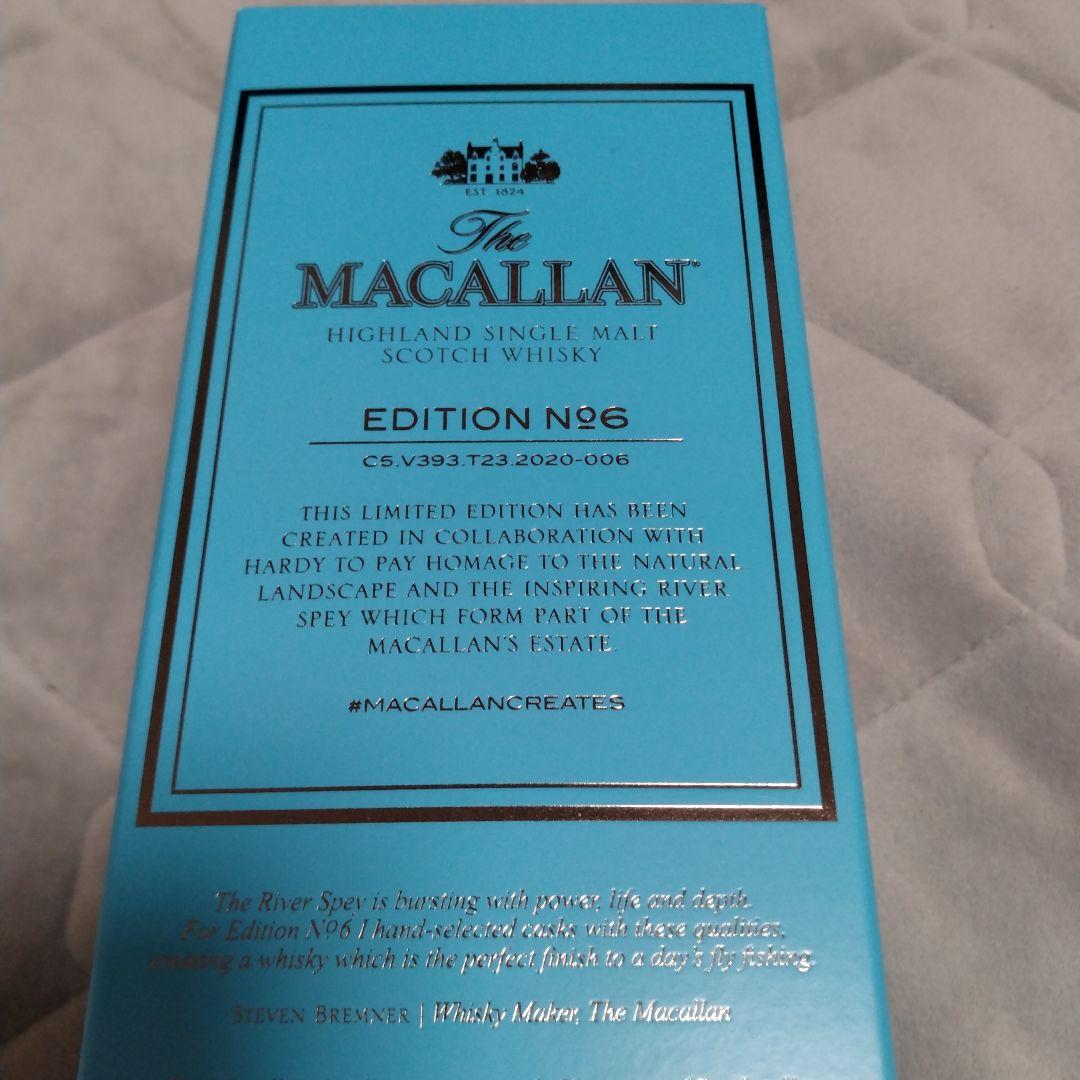 EST 1824
The
MACALLAN
HIGHLAND SINGLE MALT
SCOTCH WHISKY
EDITION Nº6
C5.V393.T23.2020-006
THIS LIMITED EDITION HAS BEEN
CREATED IN COLLABORATION WITH
HARDY TO PAY HOMAGE TO THE NATURAL
LANDSCAPE AND THE INSPIRING RIVER
SPEY WHICH FORM PART OF THE
MACALLAN'S ESTATE.
#MACALLANCREATES
The River Spey is bursting with power, life and depth.
For Edition Nº6 I hand-selected casks with these qualities,
creating a whisky which is the perfect finish to a day's fly fishing.
STEVEN BREMNER | Whisky Maker, The Macallan